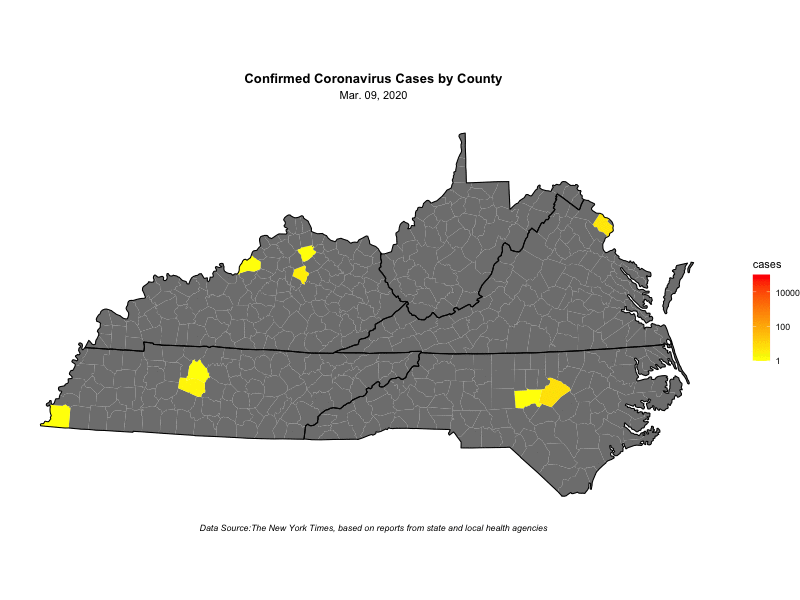 Confirmed Coronavirus Cases by County
Mar. 09, 2020
cases
10000
100
1
Data Source:The New York Times, based on reports from state and local health agencies